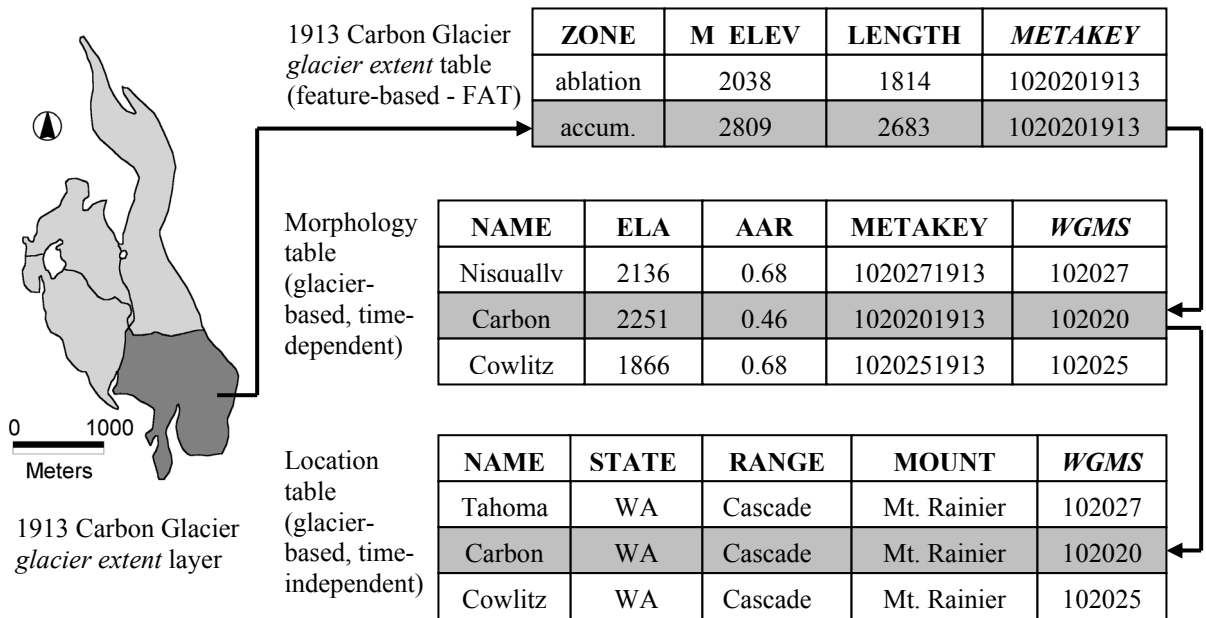 1913 Carbon Glacier
glacier extent table
(feature-based - FAT)
ZONE M ELEV LENGTH METAKEY
ablation 2038 1814 1020201913
accum. 2809 2683 1020201913
Morphology
table
(glacier-
based, time-
dependent)
NAME ELA AAR METAKEY WGMS
Nisqually 2136 0.68 1020271913 102027
Carbon 2251 0.46 1020201913 102020
Cowlitz 1866 0.68 1020251913 102025
Location
table
(glacier-
based, time-
independent)
NAME STATE RANGE MOUNT WGMS
Tahoma WA Cascade Mt. Rainier 102027
Carbon WA Cascade Mt. Rainier 102020
Cowlitz WA Cascade Mt. Rainier 102025
0 1000
Meters
1913 Carbon Glacier
glacier extent layer